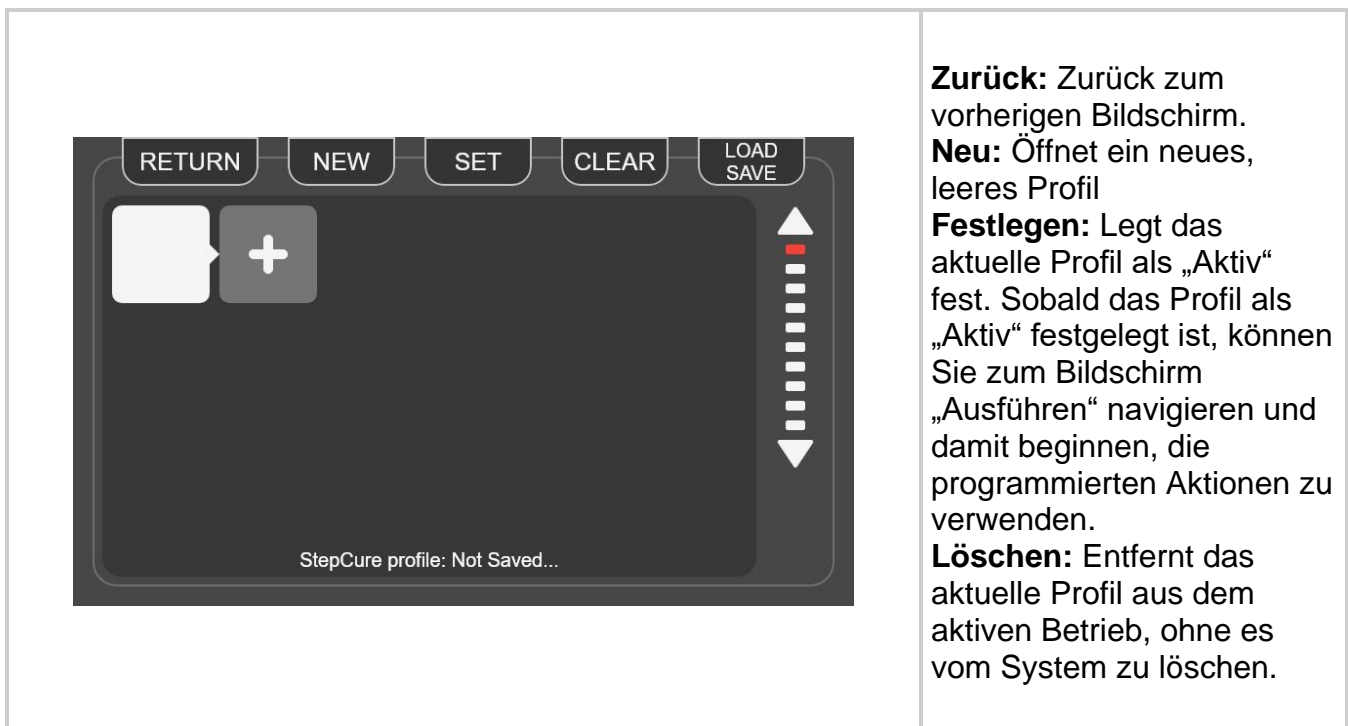 RETURN
NEW
SET
CLEAR
LOAD
SAVE
StepCure profile: Not Saved...
Zurück: Zurück zum
vorherigen Bildschirm.
Neu: Öffnet ein neues,
leeres Profil
Festlegen: Legt das
aktuelle Profil als „Aktiv“
fest. Sobald das Profil als
„Aktiv“ festgelegt ist, können
Sie zum Bildschirm
„Ausführen“ navigieren und
damit beginnen, die
programmierten Aktionen zu
verwenden.
Löschen: Entfernt das
aktuelle Profil aus dem
aktiven Betrieb, ohne es
vom System zu löschen.